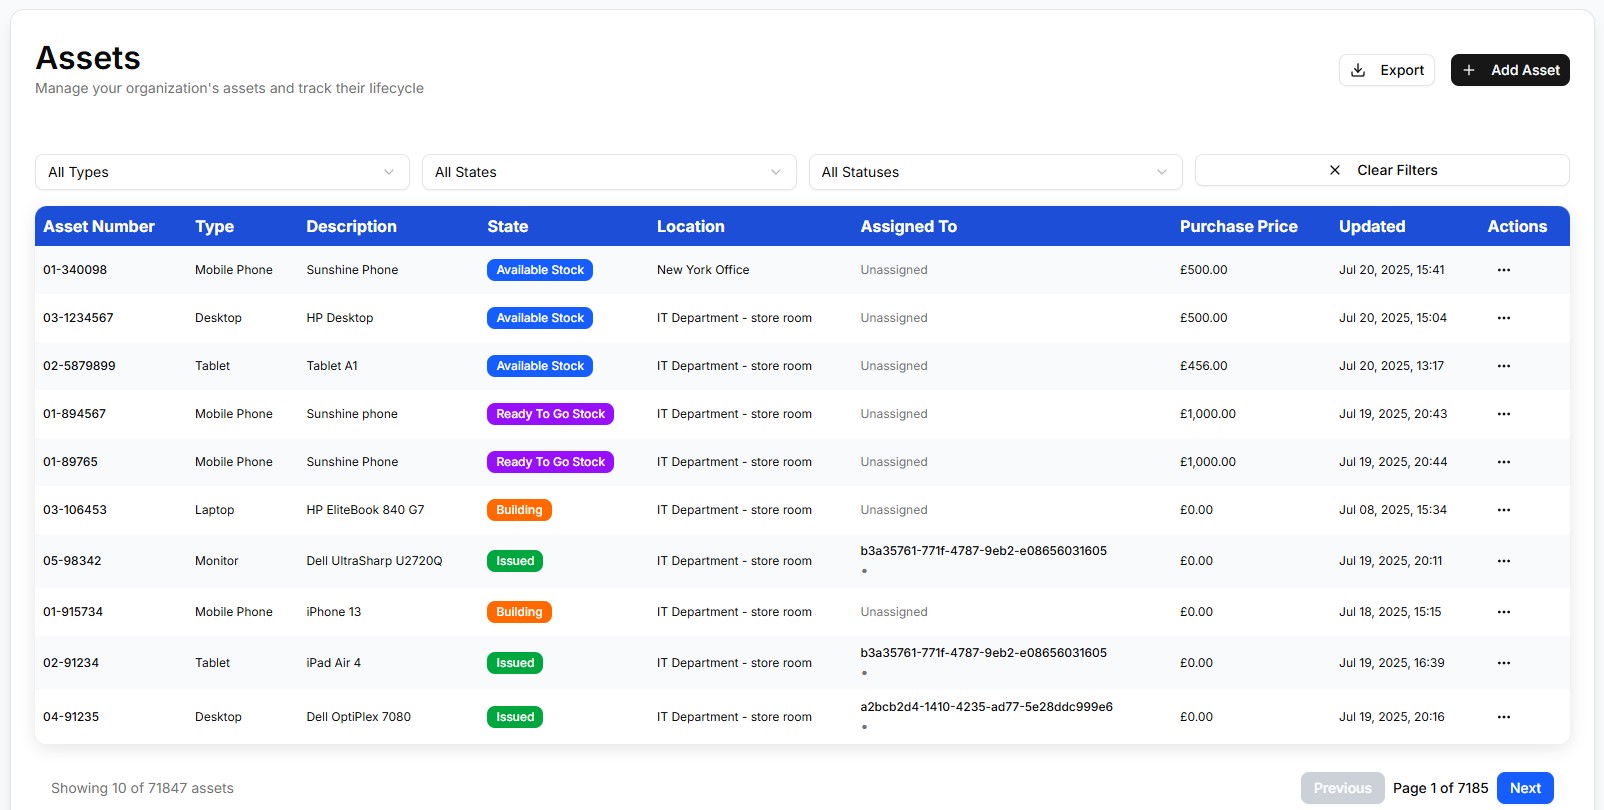 Assets
Manage your organization's assets and track their lifecycle
Export
Add Asset
All Types
All States
All Statuses
Clear Filters
Asset Number Type Description State Location Assigned To Purchase Price Updated Actions
01-340098 Mobile Phone Sunshine Phone Available Stock New York Office Unassigned £500.00 Jul 20, 2025, 15:41
03-1234567 Desktop HP Desktop Available Stock IT Department - store room Unassigned £500.00 Jul 20, 2025, 15:04
02-5879899 Tablet Tablet A1 Available Stock IT Department - store room Unassigned £456.00 Jul 20, 2025, 13:17
01-894567 Mobile Phone Sunshine phone Ready To Go Stock IT Department - store room Unassigned £1,000.00 Jul 19, 2025, 20:43
01-89765 Mobile Phone Sunshine Phone Ready To Go Stock IT Department - store room Unassigned £1,000.00 Jul 19, 2025, 20:44
03-106453 Laptop HP EliteBook 840 G7 Building IT Department - store room Unassigned £0.00 Jul 08, 2025, 15:34
05-98342 Monitor Dell UltraSharp U2720Q Issued IT Department - store room b3a35761-771f-4787-9eb2-e08656031605 • £0.00 Jul 19, 2025, 20:11
01-915734 Mobile Phone iPhone 13 Building IT Department - store room Unassigned £0.00 Jul 18, 2025, 15:15
02-91234 Tablet iPad Air 4 Issued IT Department - store room b3a35761-771f-4787-9eb2-e08656031605 • £0.00 Jul 19, 2025, 16:39
04-91235 Desktop Dell OptiPlex 7080 Issued IT Department - store room a2bcb2d4-1410-4235-ad77-5e28ddc999e6 • £0.00 Jul 19, 2025, 20:16
Showing 10 of 71847 assets
Previous Page 1 of 7185 Next